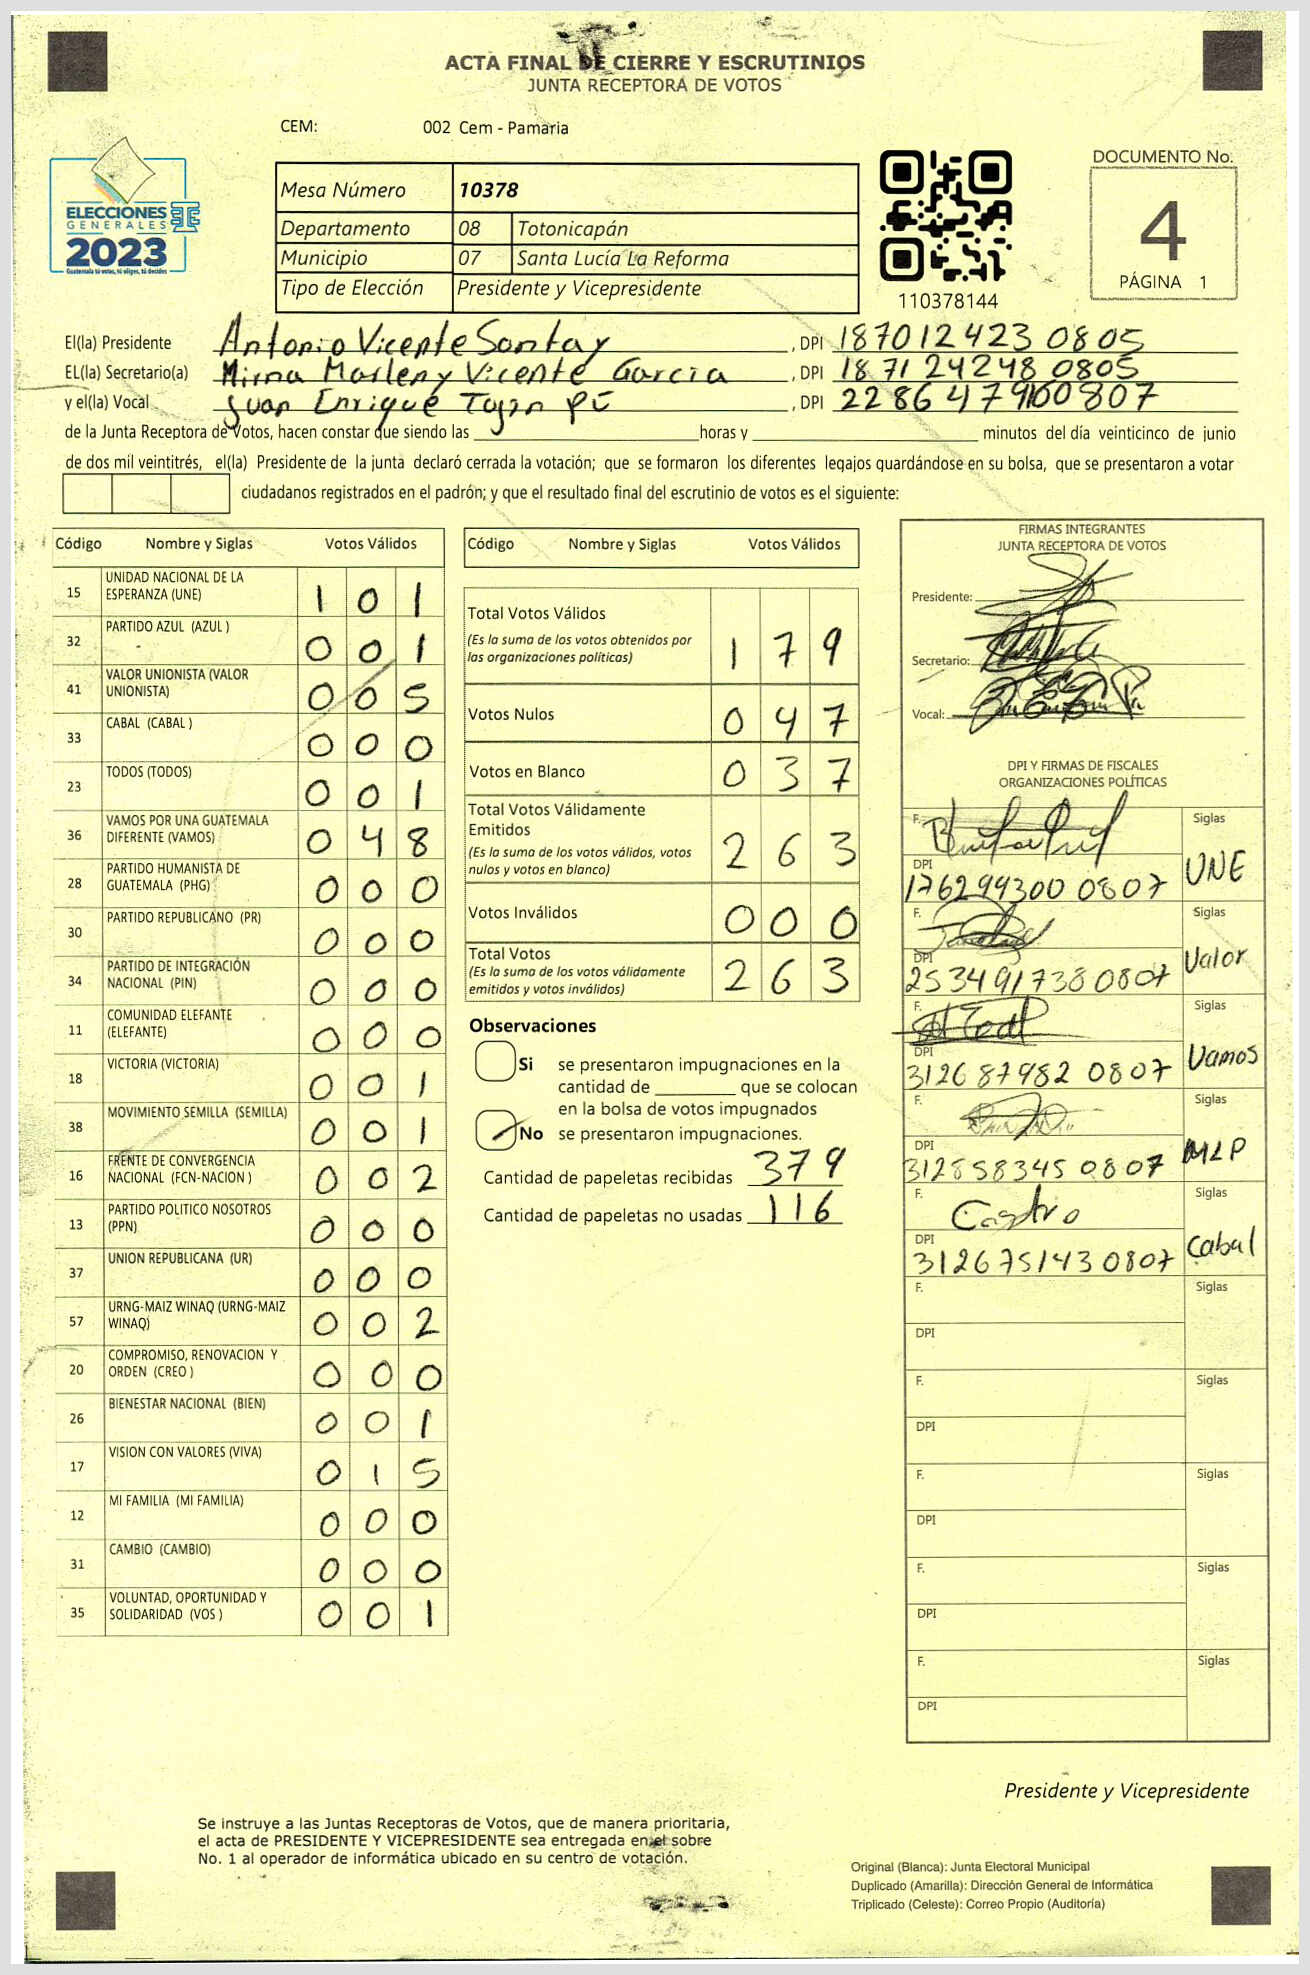 ACTA FINAL DE CIERRE Y ESCRUTINIOS
JUNTA RECEPTORA DE VOTOS
CEM: 002 Cem - Pamaria
ELECCIONES
GENERALES
2023
Guatemala tú votas, tú eliges, tú decides
Mesa Número 10378
Departamento 08 Totonicapán
Municipio 07 Santa Lucía La Reforma
Tipo de Elección Presidente y Vicepresidente
110378144
DOCUMENTO No.
4
PÁGINA 1
El(la) Presidente Antonio Vicente Sontay, DPI 187012423 0805
EL(la) Secretario(a) Mirna Marleny Vicente Garcia, DPI 1871 24248 0805
y el(la) Vocal Juan Enrique Tojin, DPI
de la Junta Receptora de Votos, hacen constar que siendo las ______ horas y ______ minutos del día veinticinco de junio
de dos mil veintitrés, el(la) Presidente de la junta declaró cerrada la votación; que se formaron los diferentes legajos guardándose en su bolsa, que se presentaron a votar
ciudadanos registrados en el padrón; y que el resultado final del escrutinio de votos es el siguiente:
Código Nombre y Siglas Votos Válidos
15 UNIDAD NACIONAL DE LA ESPERANZA (UNE) 1 0 1
32 PARTIDO AZUL (AZUL ) 0 0 1
41 VALOR UNIONISTA (VALOR UNIONISTA) 0 0 5
33 CABAL (CABAL ) 0 0 0
23 TODOS (TODOS) 0 0 1
36 VAMOS POR UNA GUATEMALA DIFERENTE (VAMOS) 0 4 8
28 PARTIDO HUMANISTA DE GUATEMALA (PHG) 0 0 0
30 PARTIDO REPUBLICANO (PR) 0 0 0
34 PARTIDO DE INTEGRACIÓN NACIONAL (PIN) 0 0 0
11 COMUNIDAD ELEFANTE (ELEFANTE) 0 0 0
18 VICTORIA (VICTORIA) 0 0 1
38 MOVIMIENTO SEMILLA (SEMILLA) 0 0 1
16 FRENTE DE CONVERGENCIA NACIONAL (FCN-NACION ) 0 0 2
13 PARTIDO POLITICO NOSOTROS (PPN) 0 0 0
37 UNION REPUBLICANA (UR) 0 0 0
57 URNG-MAIZ WINAQ (URNG-MAIZ WINAQ) 0 0 2
20 COMPROMISO, RENOVACION Y ORDEN (CREO ) 0 0 0
26 BIENESTAR NACIONAL (BIEN) 0 0 1
17 VISION CON VALORES (VIVA) 0 1 5
12 MI FAMILIA (MI FAMILIA) 0 0 0
31 CAMBIO (CAMBIO) 0 0 0
35 VOLUNTAD, OPORTUNIDAD Y SOLIDARIDAD (VOS ) 0 0 1
Código Nombre y Siglas Votos Válidos
Total Votos Válidos 1 7 9
(Es la suma de los votos obtenidos por
las organizaciones políticas)
Votos Nulos 0 4 7
Votos en Blanco 0 3 7
Total Votos Válidamente
Emitidos 2 6 3
(Es la suma de los votos válidos, votos
nulos y votos en blanco)
Votos Inválidos 0 0 0
Total Votos 2 6 3
(Es la suma de los votos válidamente
emitidos y votos inválidos)
Observaciones
Si se presentaron impugnaciones en la
cantidad de ______ que se colocan
en la bolsa de votos impugnados
No se presentaron impugnaciones.
Cantidad de papeletas recibidas 379
Cantidad de papeletas no usadas 116
FIRMAS INTEGRANTES
JUNTA RECEPTORA DE VOTOS
Presidente:
Secretario:
Vocal:
DPI Y FIRMAS DE FISCALES
ORGANIZACIONES POLÍTICAS
F. Siglas
DPI 176299300 0807 UNE
F. Siglas
DPI 253491738 0807 Valor
F. Siglas
DPI 312687982 0807 Vamos
F. Siglas
DPI 312858345 0807 MLP
F. Castro Siglas
DPI 312675143 0807 Cabal
F. Siglas
DPI
F. Siglas
DPI
F. Siglas
DPI
F. Siglas
DPI
F. Siglas
DPI
Presidente y Vicepresidente
Se instruye a las Juntas Receptoras de Votos, que de manera prioritaria,
el acta de PRESIDENTE Y VICEPRESIDENTE sea entregada en el sobre
No. 1 al operador de informática ubicado en su centro de votación.
Original (Blanca): Junta Electoral Municipal
Duplicado (Amarilla): Dirección General de Informática
Triplicado (Celeste): Correo Propio (Auditoría)